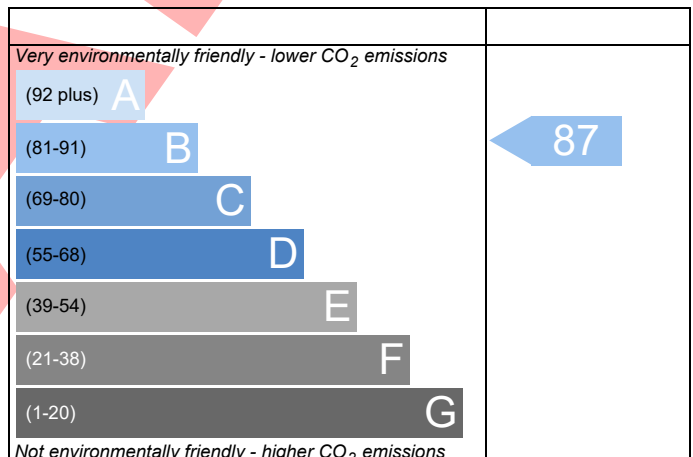 Very environmentally friendly - lower CO2 emissions
(92 plus) A
(81-91) B 87
(69-80) C
(55-68) D
(39-54) E
(21-38) F
(1-20) G
Not environmentally friendly - higher CO2 emissions